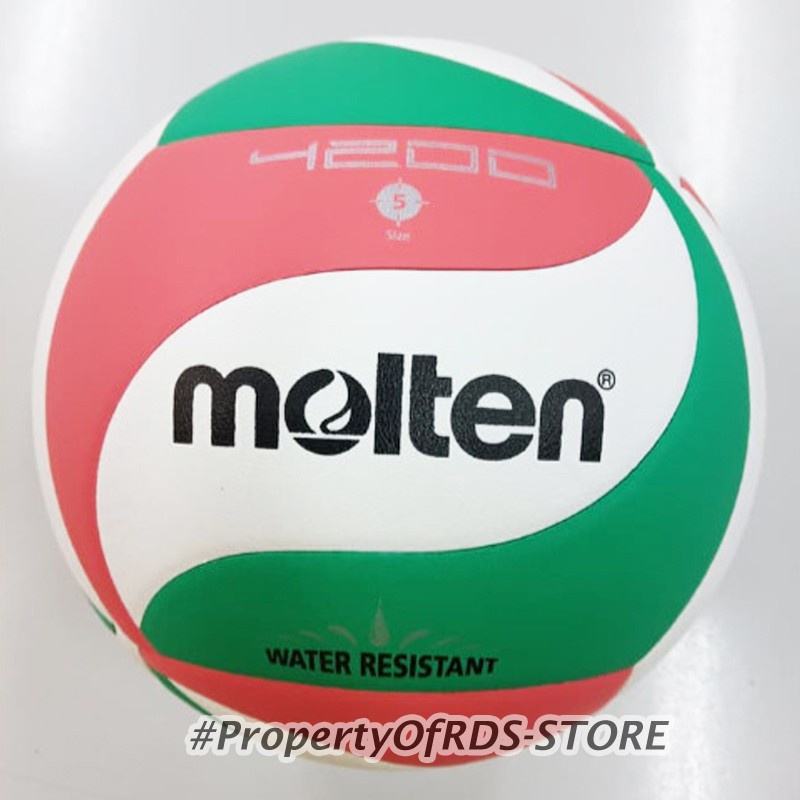 4200
5
Size
molten®
WATER RESISTANT
#PropertyOfRDS-STORE